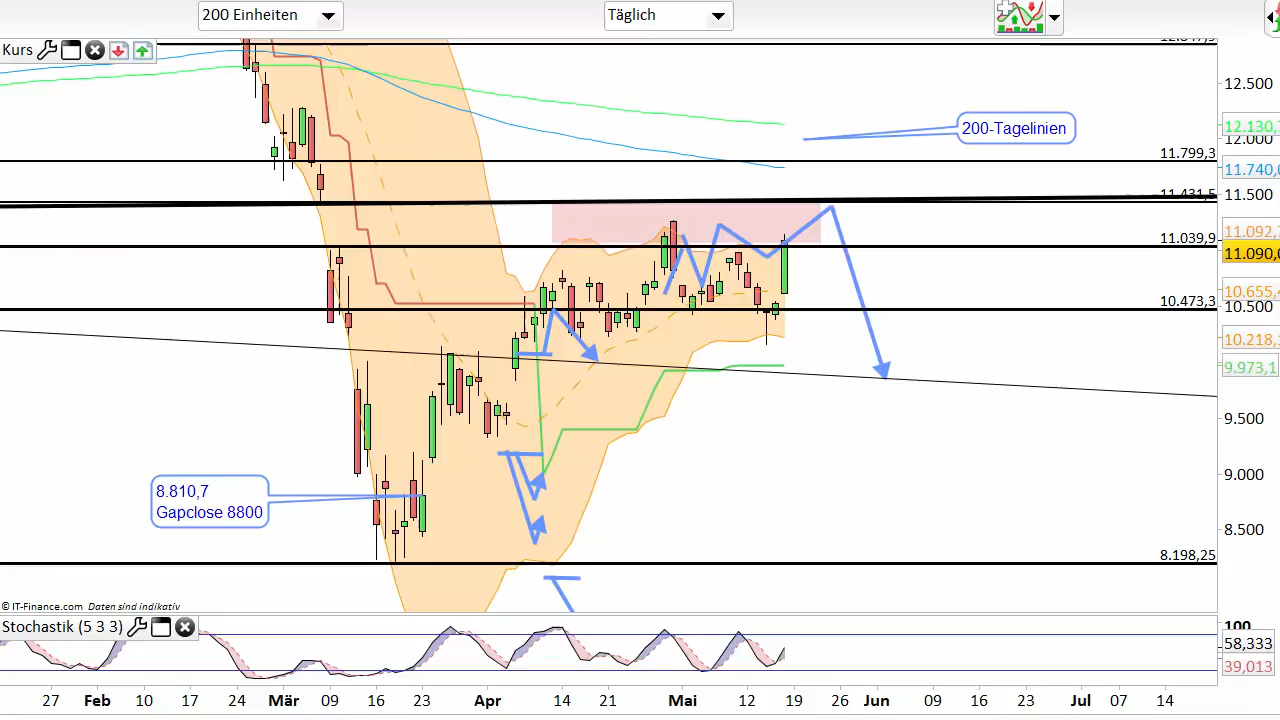 200 Einheiten
Täglich
Kurs
12.500
12.130,
12.000
200-Tagelinien
11.799,3
11.740,0
11.500
11.431,5
11.092,
11.039,9
11.090,0
10.655,
10.500
10.473,3
10.218,
9.973,1
9.500
9.000
8.810,7
Gapclose 8800
8.500
8.198,25
© IT-Finance.com Daten sind indikativ
Stochastik (5 3 3)
100
58,333
39,013
27 Feb 10 17 24 Mär 09 16 23 Apr 14 21 Mai 12 19 26 Jun 09 16 23 Jul 07 14